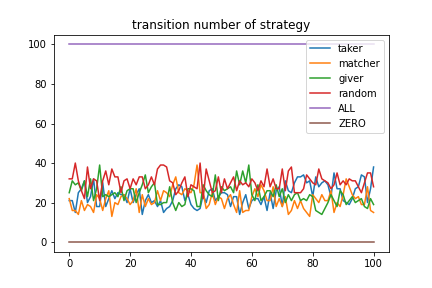 transition number of strategy
100
80
60
40
20
0
taker
matcher
giver
random
ALL
ZERO
0 20 40 60 80 100